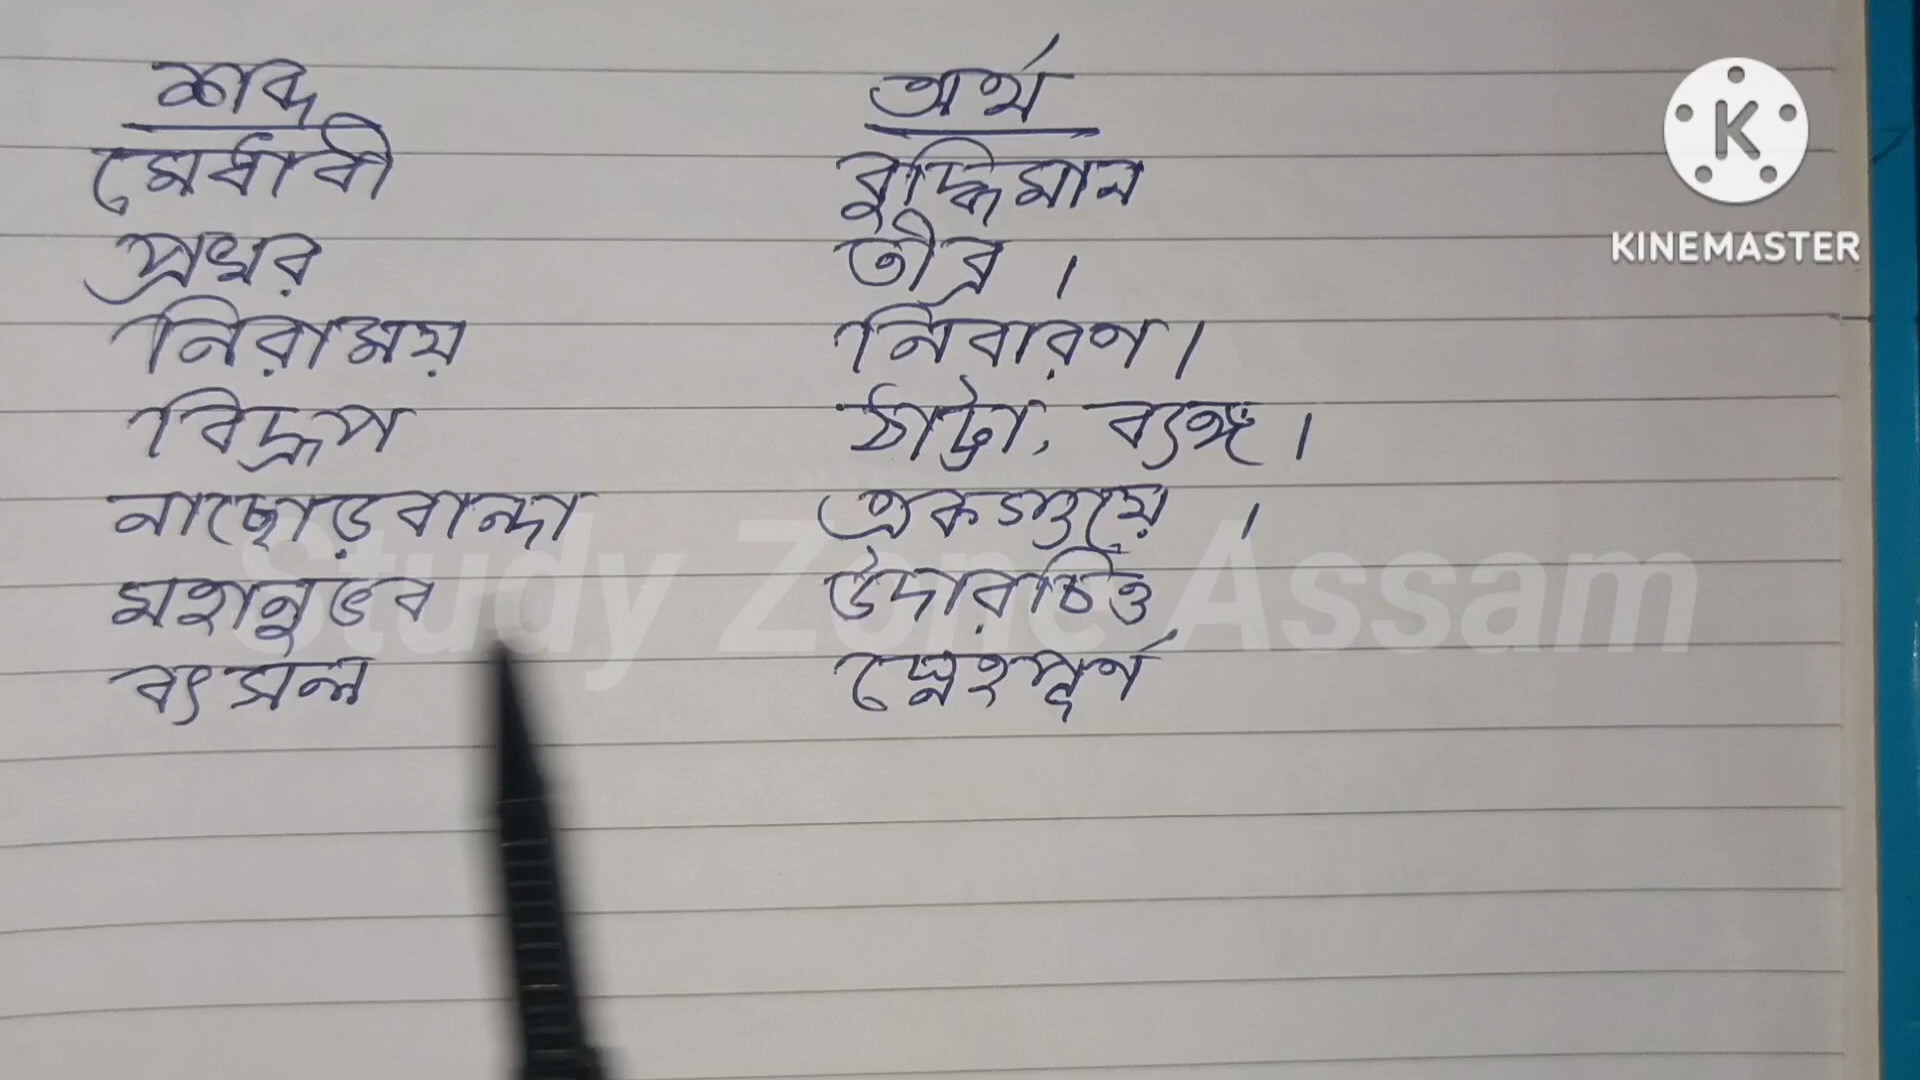 শব্দ অর্থ
মেধাবী বুদ্ধিমান
প্রখর তীব্র ।
নিরাময় নিবারণ ।
বিদ্রূপ ঠাট্টা, ব্যঙ্গ ।
নাছোড়বান্দা একগুয়ে ।
মহানুভব উদারচিত্ত
বৎসল স্নেহপূর্ণ
K
KINEMASTER
Study Zone Assam